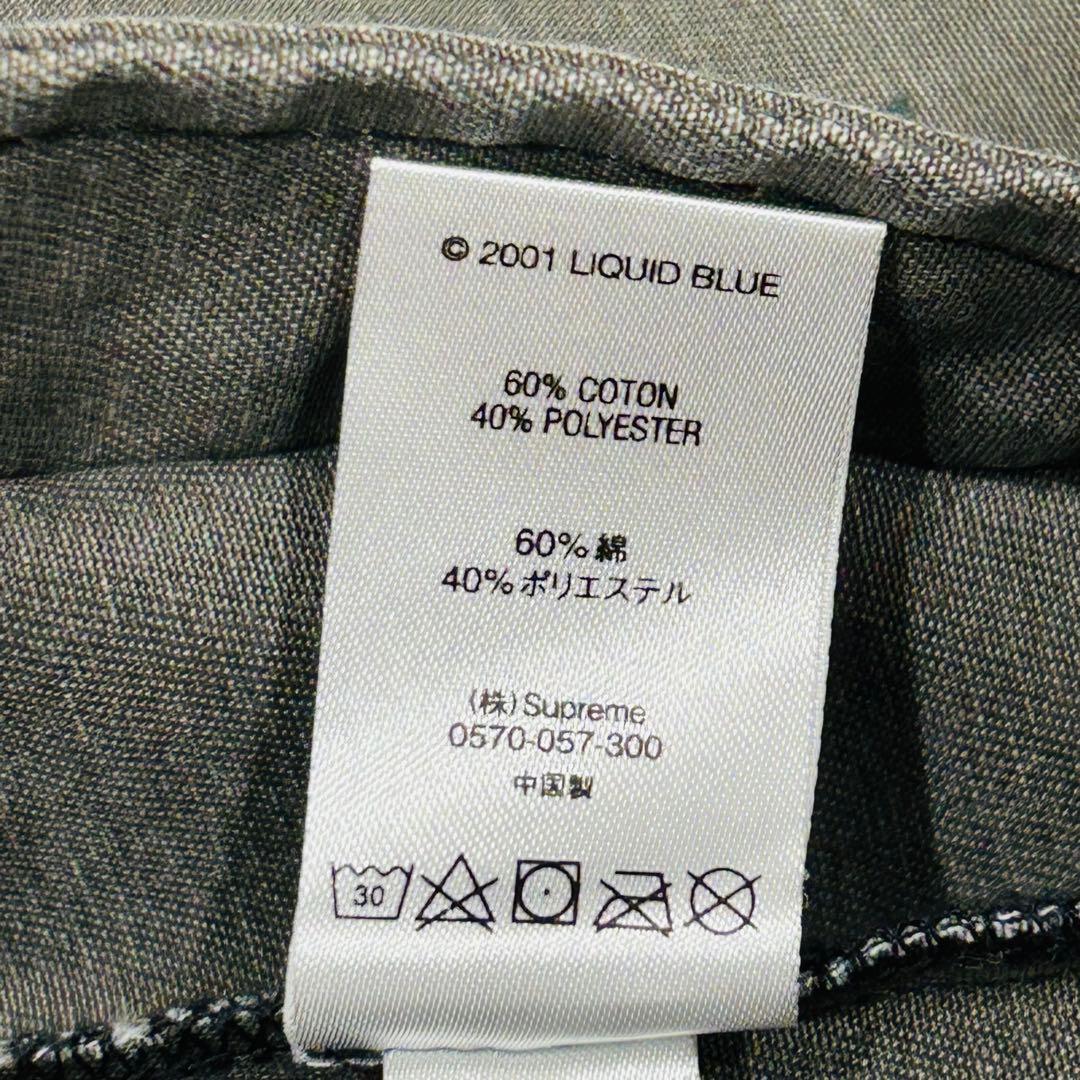 © 2001 LIQUID BLUE
60% COTON
40% POLYESTER
60% 綿
40% ポリエステル
(株) Supreme
0570-057-300
中国製
30